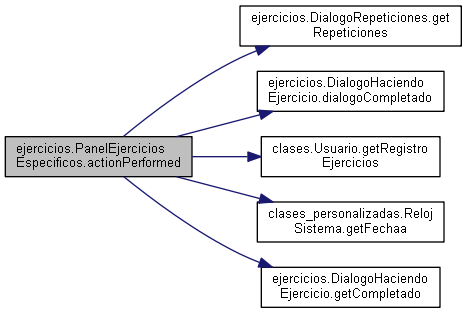 ejercicios.DialogoRepeticiones.get
Repeticiones
ejercicios.DialogoHaciendo
Ejercicio.dialogoCompletado
ejercicios.PanelEjercicios
Especificos.actionPerformed
clases.Usuario.getRegistro
Ejercicios
clases_personalizadas.Reloj
Sistema.getFechaa
ejercicios.DialogoHaciendo
Ejercicio.getCompletado